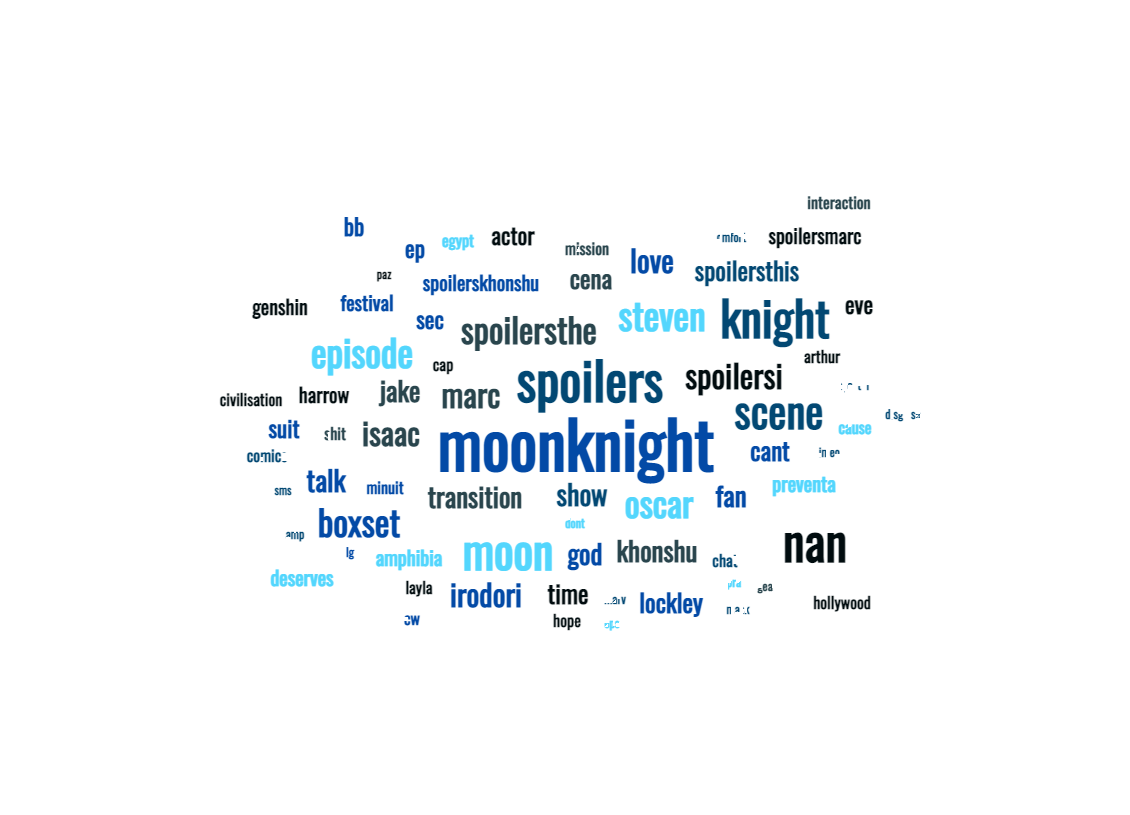 interaction
bb
ep
egypt
actor
mission
love
spoilersmarc
paz
spoilerskhonshu
cena
spoilersthis
genshin
festival
sec
spoilersthe
steven
knight
eve
episode
cap
spoilers
spoilersi
arthur
civilisation
harrow
jake
marc
scene
suit
shit
isaac
moonknight
cant
cause
comic
sms
talk
minuit
transition
show
oscar
fan
preventa
boxset
dont
amp
lg
amphibia
moon
god
khonshu
nan
deserves
layla
irodori
time
lockley
hollywood
hope